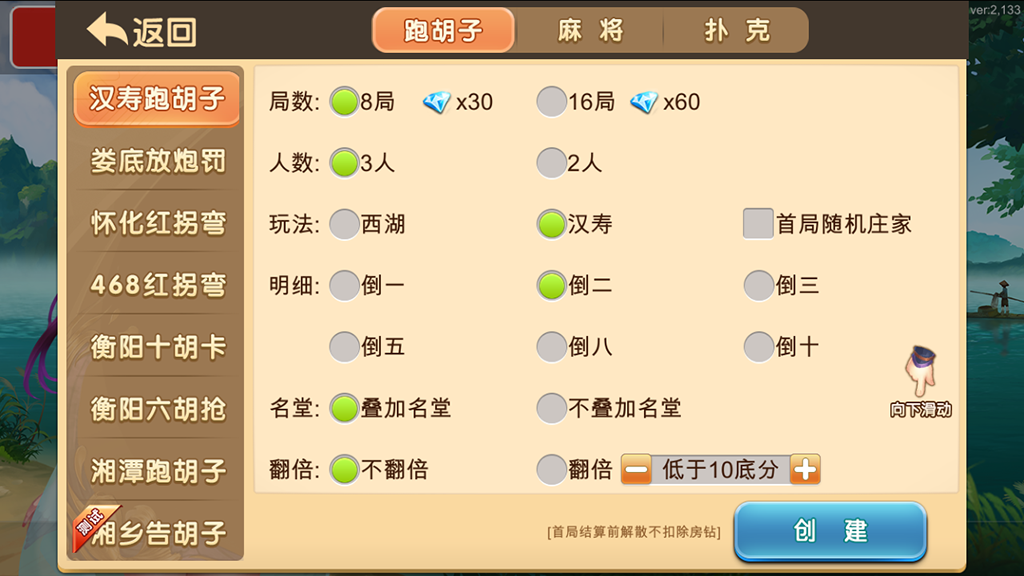 ver:2,133
返回
跑胡子 麻将 扑克
汉寿跑胡子
娄底放炮罚
怀化红拐弯
468红拐弯
衡阳十胡卡
衡阳六胡抢
湘潭跑胡子
测试
湘乡告胡子
局数: 8局 x30 16局 x60
人数: 3人 2人
玩法: 西湖 汉寿 首局随机庄家
明细: 倒一 倒二 倒三
倒五 倒八 倒十
向下滑动
名堂: 叠加名堂 不叠加名堂
翻倍: 不翻倍 翻倍 － 低于10底分 ＋
[首局结算前解散不扣除房钻]
创建